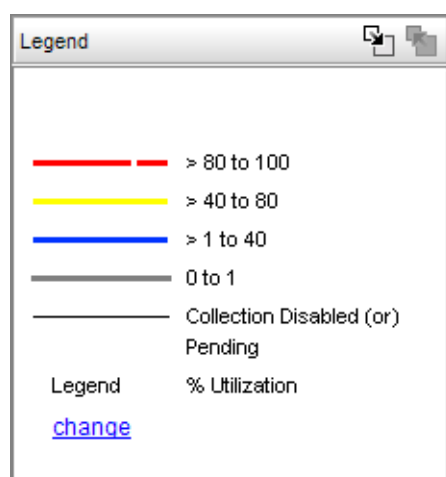 Legend
> 80 to 100
> 40 to 80
> 1 to 40
0 to 1
Collection Disabled (or)
Pending
Legend % Utilization
change